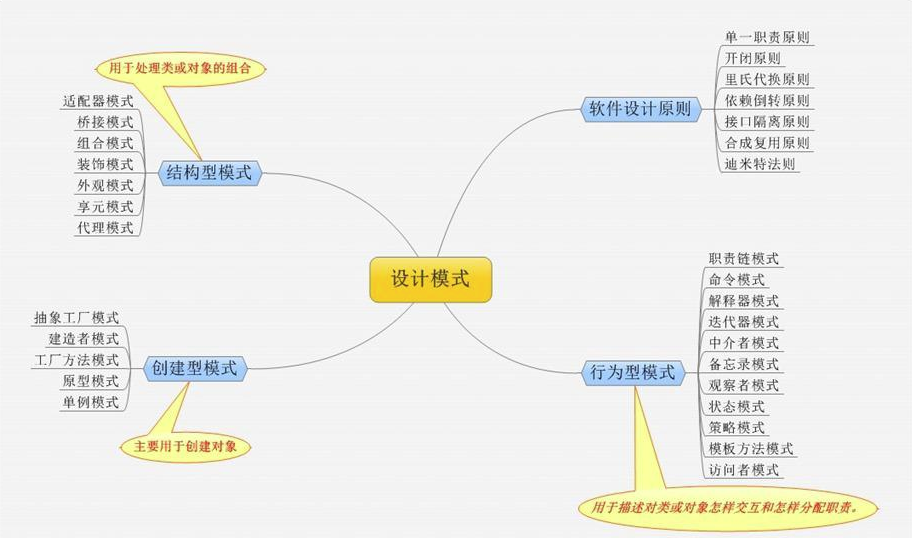 设计模式
软件设计原则
单一职责原则
开闭原则
里氏代换原则
依赖倒转原则
接口隔离原则
合成复用原则
迪米特法则
用于处理类或对象的组合
结构型模式
适配器模式
桥接模式
组合模式
装饰模式
外观模式
享元模式
代理模式
创建型模式
抽象工厂模式
建造者模式
工厂方法模式
原型模式
单例模式
主要用于创建对象
行为型模式
职责链模式
命令模式
解释器模式
迭代器模式
中介者模式
备忘录模式
观察者模式
状态模式
策略模式
模板方法模式
访问者模式
用于描述对类或对象怎样交互和怎样分配职责。